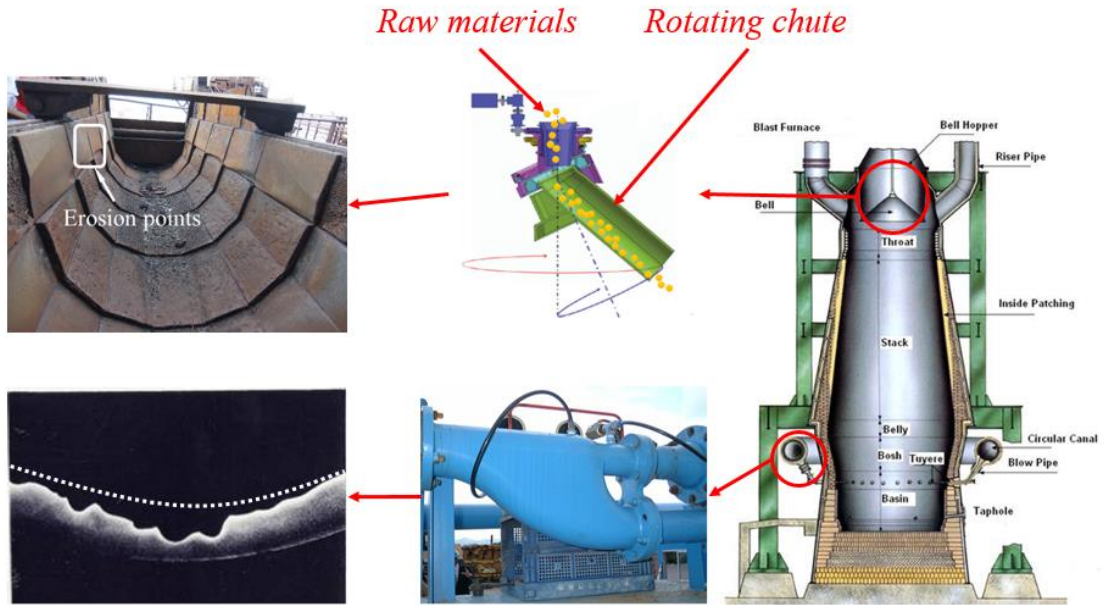 Raw materials
Rotating chute
Erosion points
Blast Furnace
Bell Hopper
Riser Pipe
Bell
Throat
Inside Patching
Stack
Belly
Circular Canal
Bosh
Tuyere
Blow Pipe
Basin
Taphole